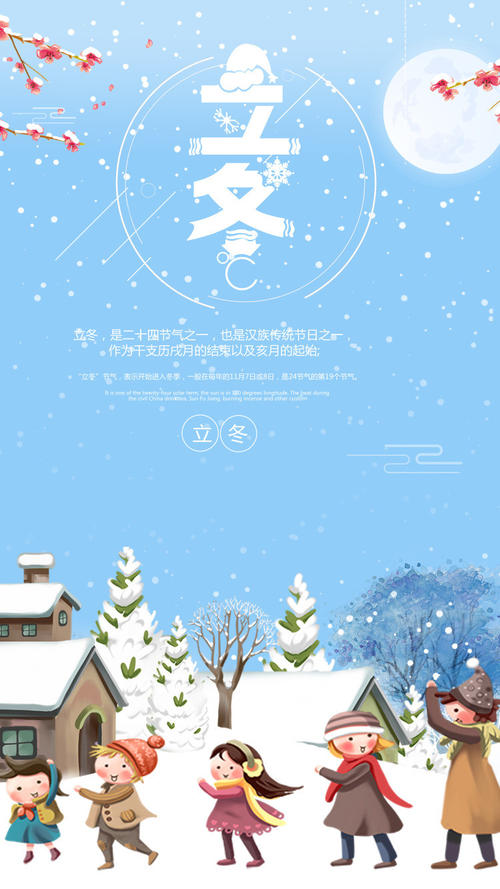 立冬
立冬，是二十四节气之一，也是汉族传统节日之一，
作为干支历戌月的结束以及亥月的起始;
“立冬”节气，表示开始进入冬季，一般在每年的11月7日或8日，是24节气的第19个节气。
It is one of the twenty-four solar term, the sun is in degrees longitude. The best during
the civil China drink tea, Sun Fu Jiang, burning incense and other custom
立冬